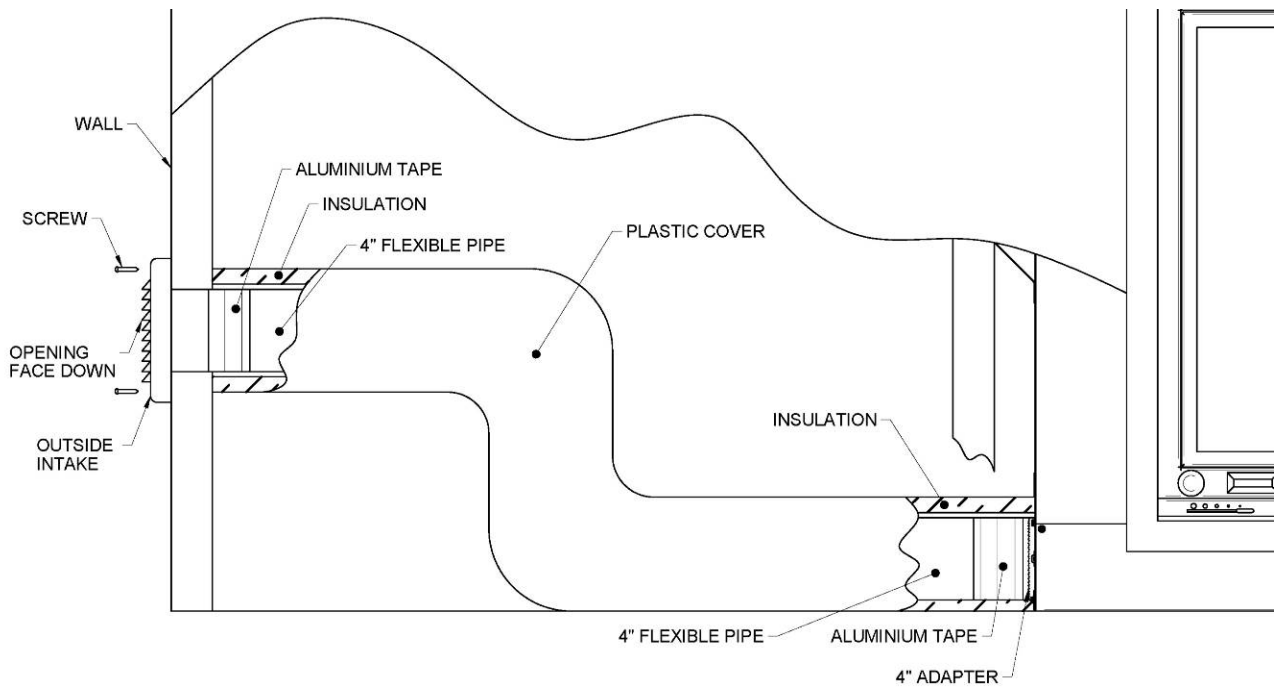 WALL
ALUMINIUM TAPE
INSULATION
SCREW
PLASTIC COVER
4" FLEXIBLE PIPE
OPENING
FACE DOWN
INSULATION
OUTSIDE
INTAKE
4" FLEXIBLE PIPE
ALUMINIUM TAPE
4" ADAPTER